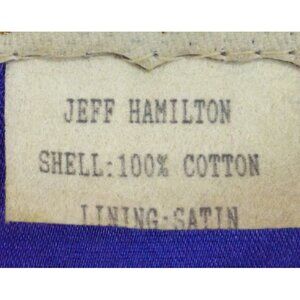 JEFF HAMILTON
SHELL:100% COTTON
LINING:SATIN